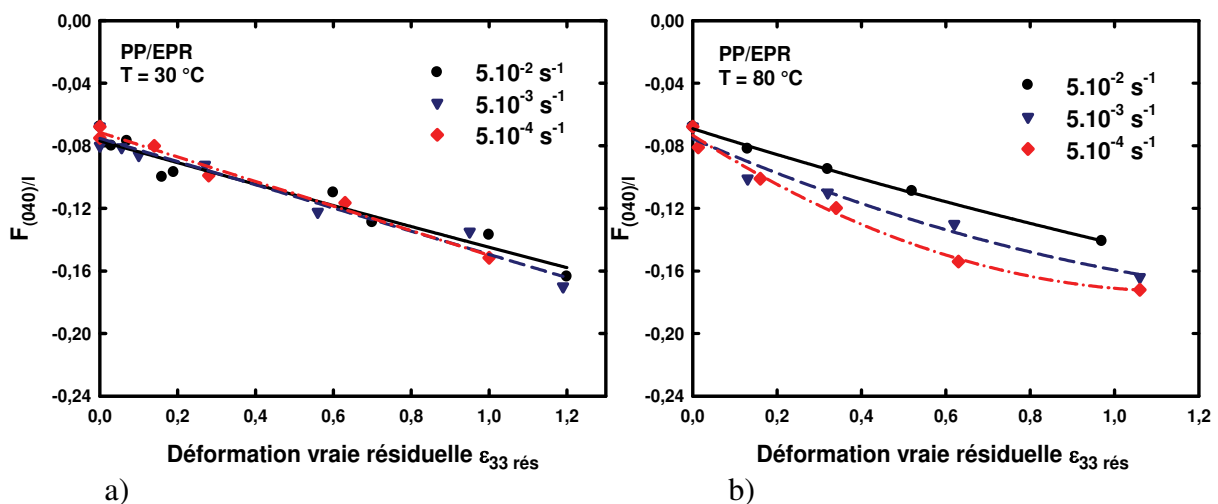 0,00
-0,04
-0,08
-0,12
-0,16
-0,20
-0,24
F(040)/l
PP/EPR
T = 30 °C
5.10-2 s-1
5.10-3 s-1
5.10-4 s-1
0,0 0,2 0,4 0,6 0,8 1,0 1,2
Déformation vraie résiduelle ε33 rés
a)
0,00
-0,04
-0,08
-0,12
-0,16
-0,20
-0,24
F(040)/l
PP/EPR
T = 80 °C
5.10-2 s-1
5.10-3 s-1
5.10-4 s-1
0,0 0,2 0,4 0,6 0,8 1,0 1,2
Déformation vraie résiduelle ε33 rés
b)